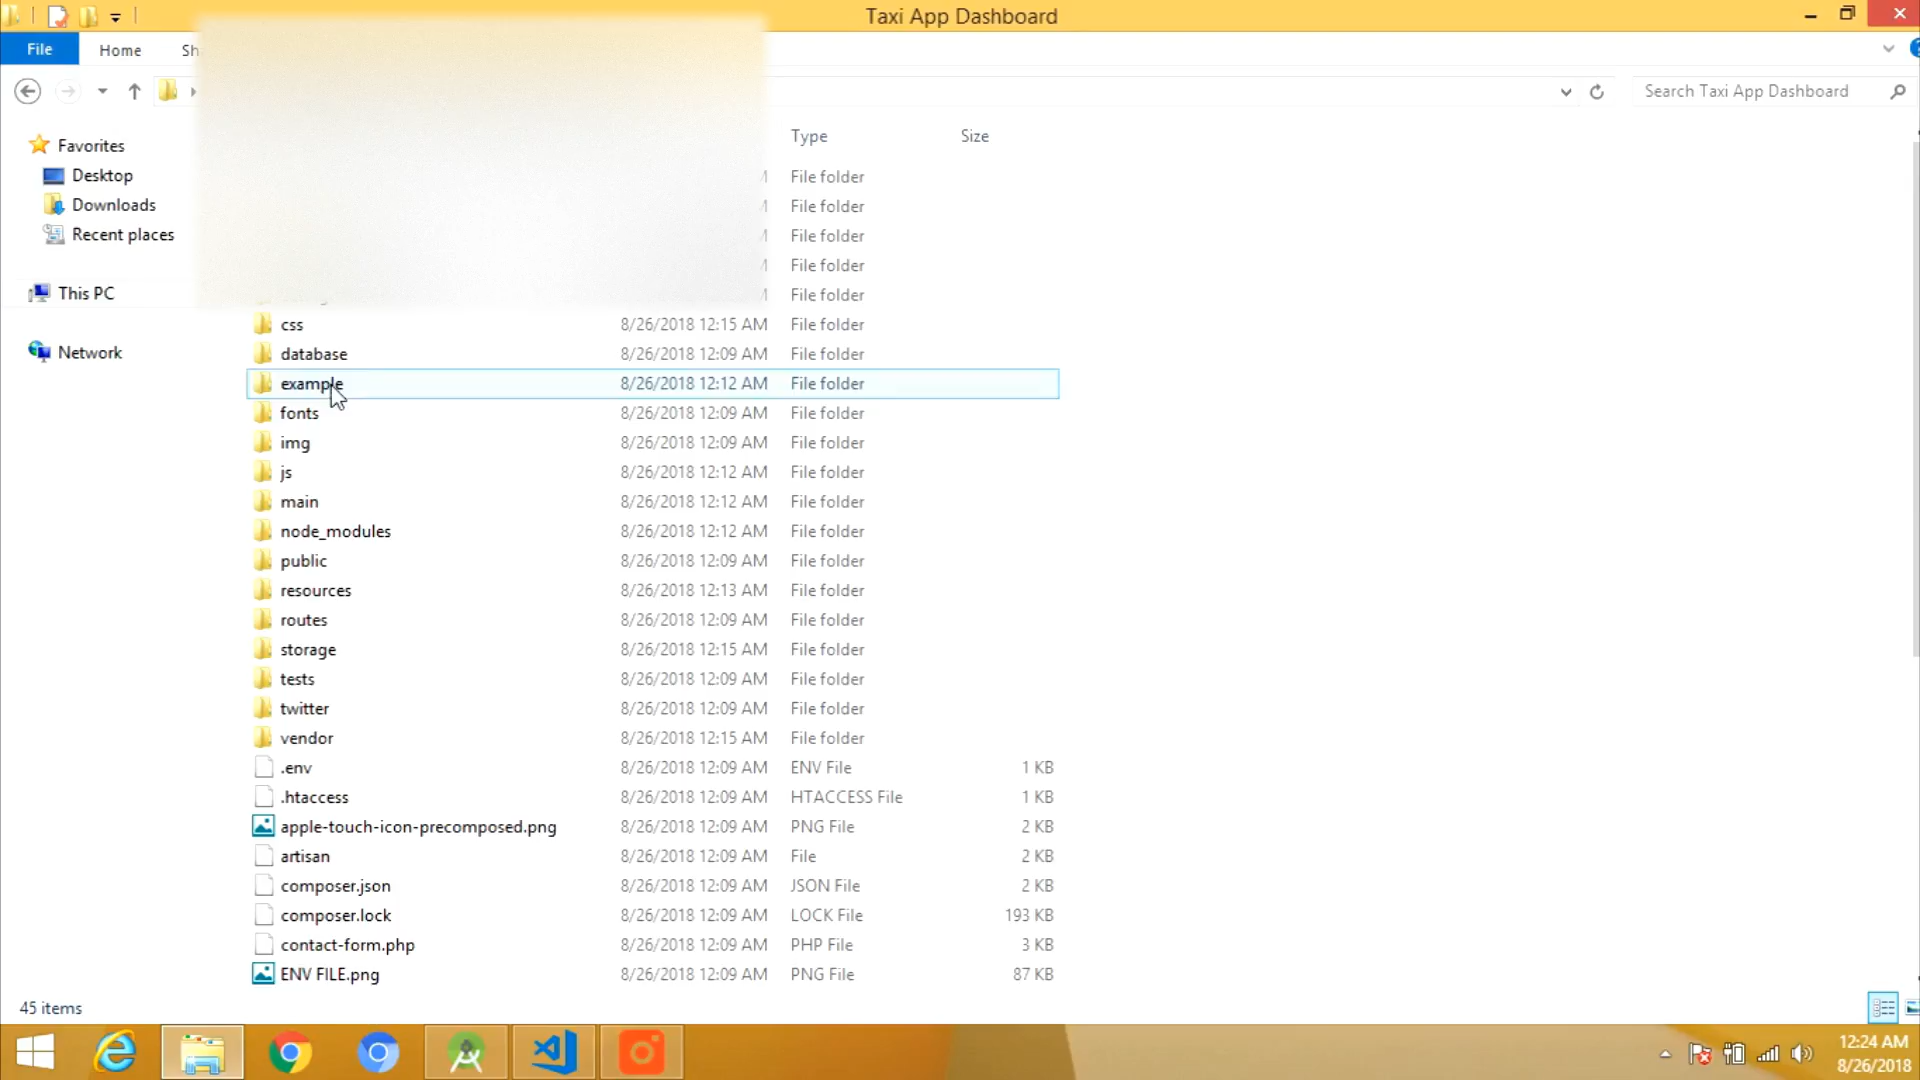 Taxi App Dashboard
File Home Sh
Search Taxi App Dashboard
Type Size
Favorites
Desktop
Downloads
Recent places
This PC
Network
File folder
File folder
File folder
File folder
File folder
css 8/26/2018 12:15 AM File folder
database 8/26/2018 12:09 AM File folder
example 8/26/2018 12:12 AM File folder
fonts 8/26/2018 12:09 AM File folder
img 8/26/2018 12:09 AM File folder
js 8/26/2018 12:12 AM File folder
main 8/26/2018 12:12 AM File folder
node_modules 8/26/2018 12:12 AM File folder
public 8/26/2018 12:09 AM File folder
resources 8/26/2018 12:13 AM File folder
routes 8/26/2018 12:09 AM File folder
storage 8/26/2018 12:15 AM File folder
tests 8/26/2018 12:09 AM File folder
twitter 8/26/2018 12:09 AM File folder
vendor 8/26/2018 12:15 AM File folder
.env 8/26/2018 12:09 AM ENV File 1 KB
.htaccess 8/26/2018 12:09 AM HTACCESS File 1 KB
apple-touch-icon-precomposed.png 8/26/2018 12:09 AM PNG File 2 KB
artisan 8/26/2018 12:09 AM File 2 KB
composer.json 8/26/2018 12:09 AM JSON File 2 KB
composer.lock 8/26/2018 12:09 AM LOCK File 193 KB
contact-form.php 8/26/2018 12:09 AM PHP File 3 KB
ENV FILE.png 8/26/2018 12:09 AM PNG File 87 KB
45 items
12:24 AM
8/26/2018